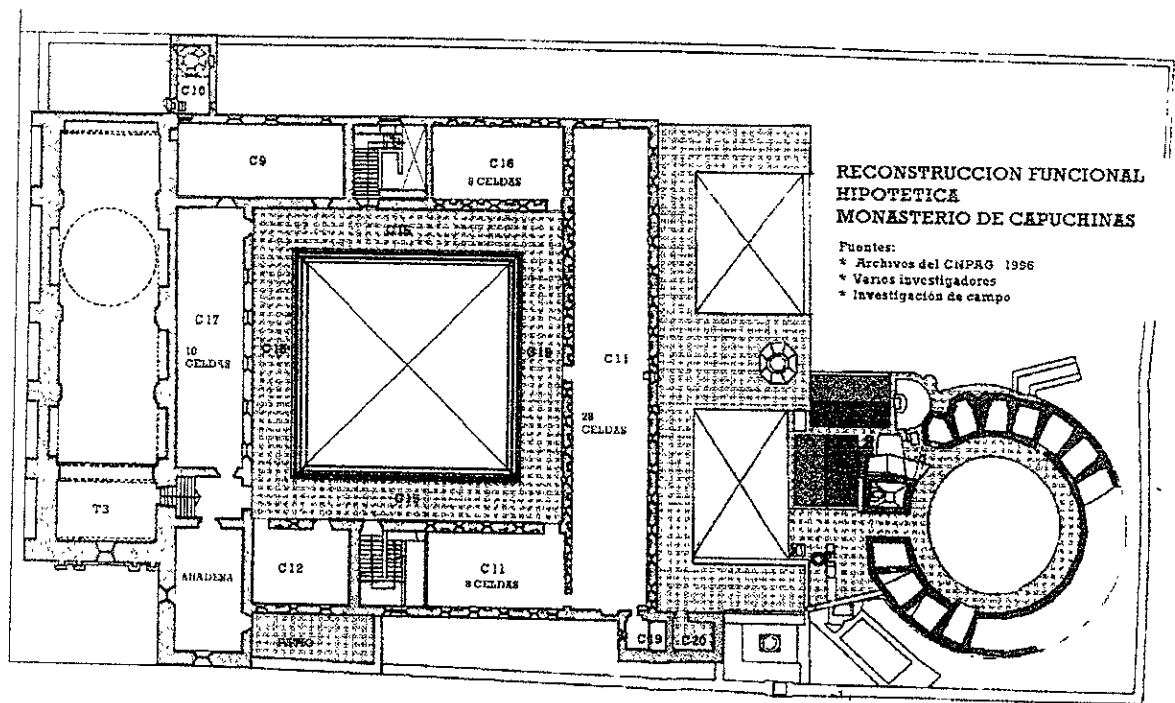 C10
C9
C16
8 CELDAS
RECONSTRUCCION FUNCIONAL
HIPOTETICA
MONASTERIO DE CAPUCHINAS
Fuentes:
* Archivos del CNPAG 1996
* Varios investigadores
* Investigación de campo
C17
10
CELDAS
C11
28
CELDAS
T3
C12
C11
8 CELDAS
C19
C20